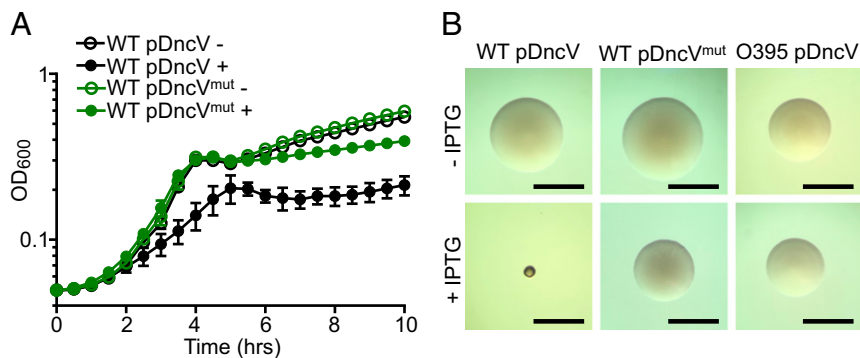 A
WT pDncV -
WT pDncV +
WT pDncVᵐᵘᵗ -
WT pDncVᵐᵘᵗ +
OD₆₀₀
1
0.1
0 2 4 6 8 10
Time (hrs)
B
WT pDncV WT pDncVᵐᵘᵗ O395 pDncV
- IPTG
+ IPTG